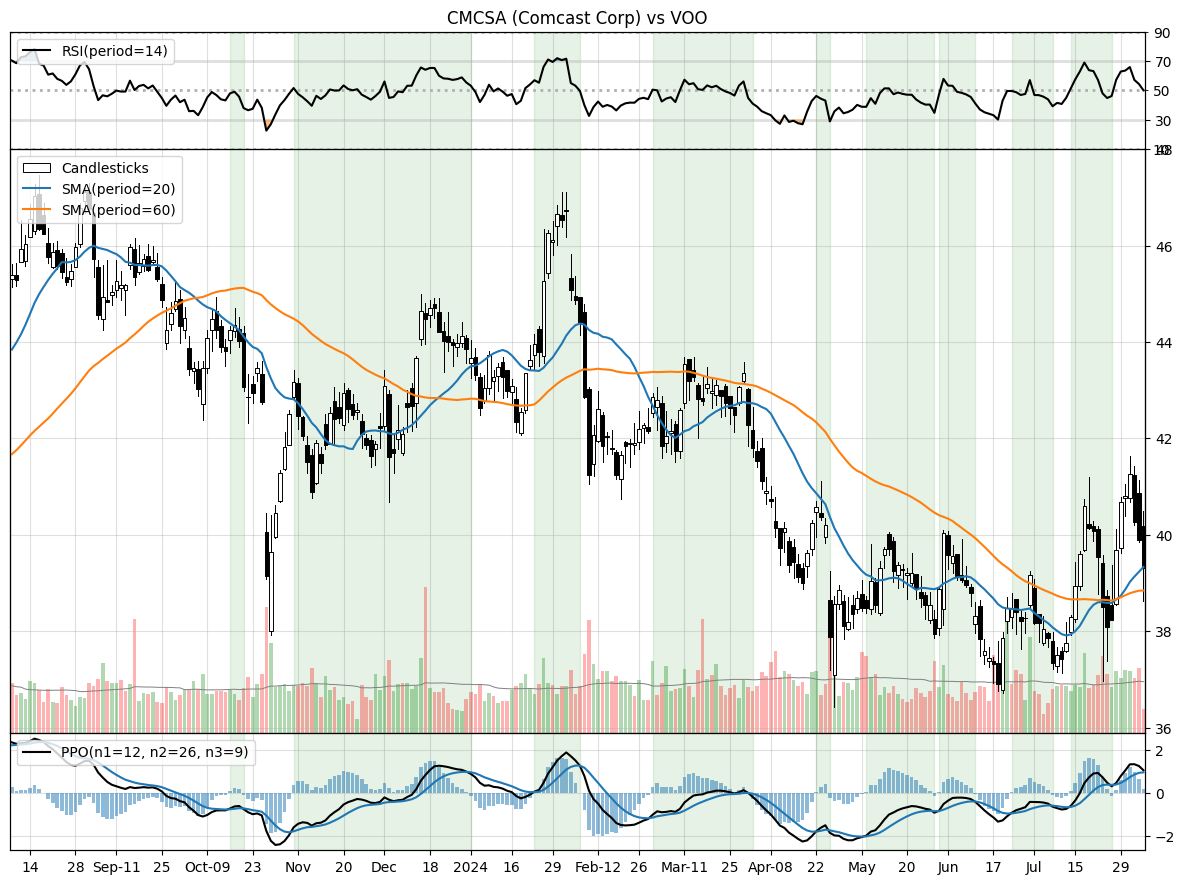 CMCSA (Comcast Corp) vs VOO
RSI(period=14)
90
70
50
30
10
48
Candlesticks
SMA(period=20)
SMA(period=60)
46
44
42
40
38
36
PPO(n1=12, n2=26, n3=9)
2
0
−2
14 28 Sep-11 25 Oct-09 23 Nov 20 Dec 18 2024 16 29 Feb-12 26 Mar-11 25 Apr-08 22 May 20 Jun 17 Jul 15 29